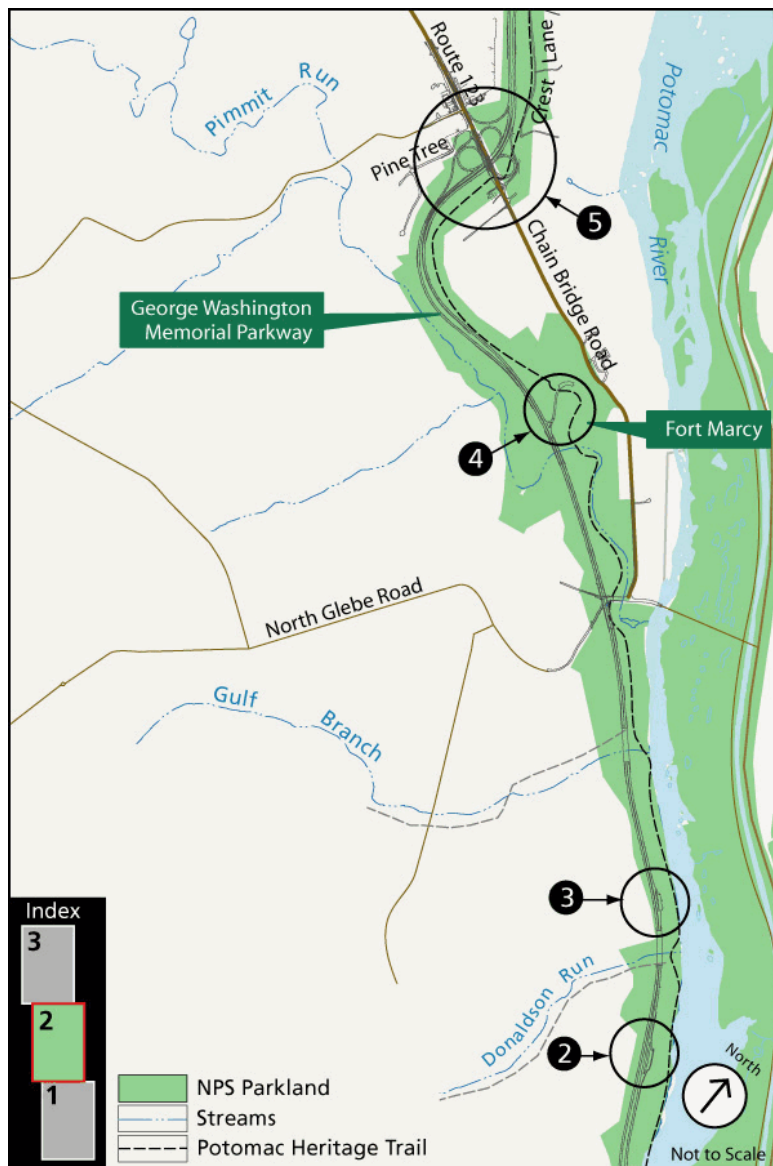 Pimmit Run
Route 123
Crest Lane
Potomac
River
Pine Tree
5
Chain Bridge Road
George Washington
Memorial Parkway
Fort Marcy
4
North Glebe Road
Gulf Branch
3
Donaldson Run
2
Index
3
2
1
NPS Parkland
Streams
Potomac Heritage Trail
North
Not to Scale